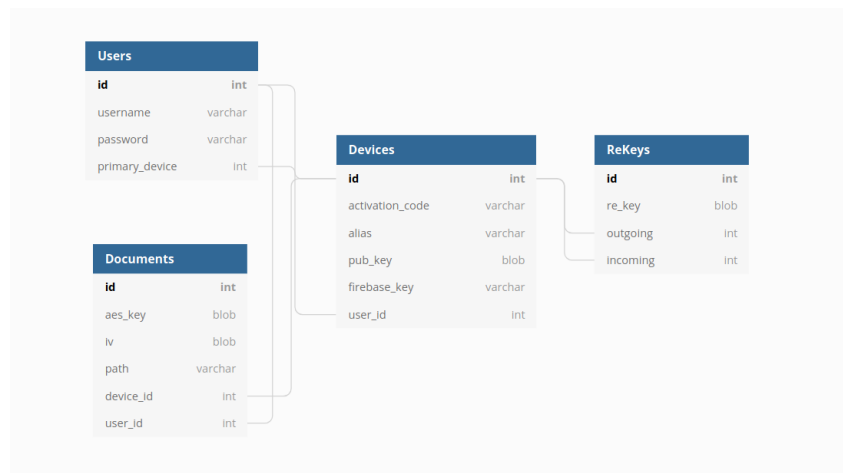 Users
id int
username varchar
password varchar
primary_device int
Devices
id int
activation_code varchar
alias varchar
pub_key blob
firebase_key varchar
user_id int
ReKeys
id int
re_key blob
outgoing int
incoming int
Documents
id int
aes_key blob
iv blob
path varchar
device_id int
user_id int